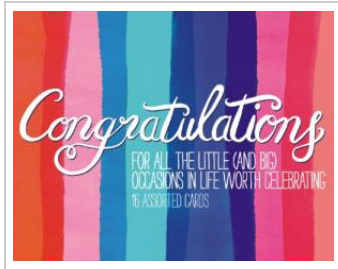 Congratulations
FOR ALL THE LITTLE (AND BIG)
OCCASIONS IN LIFE WORTH CELEBRATING
16 ASSORTED CARDS